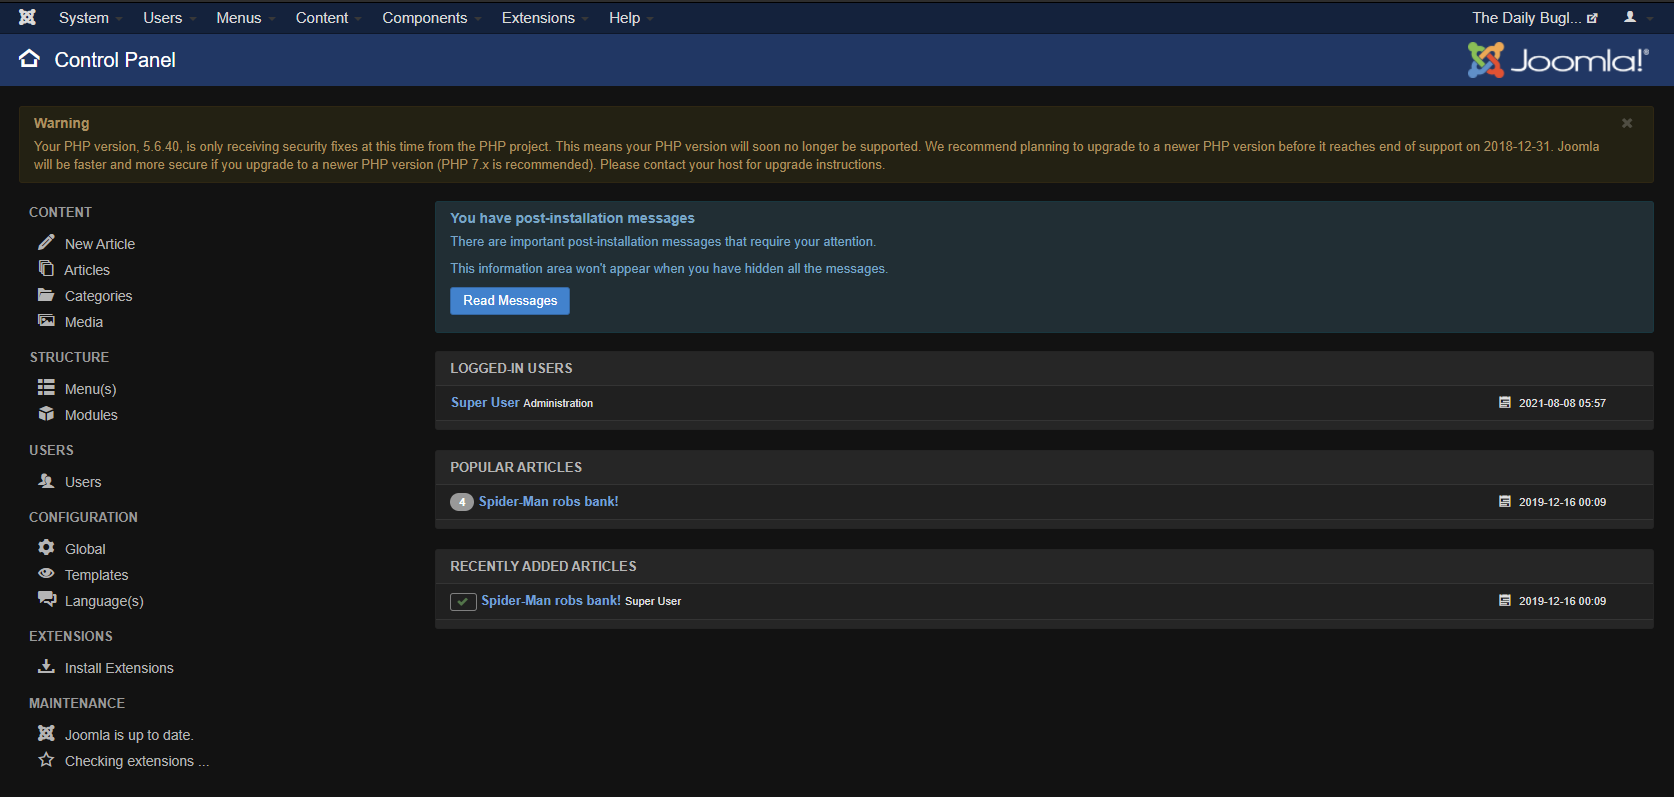 System Users Menus Content Components Extensions Help The Daily Bugl...
Control Panel
Joomla!®
Warning
Your PHP version, 5.6.40, is only receiving security fixes at this time from the PHP project. This means your PHP version will soon no longer be supported. We recommend planning to upgrade to a newer PHP version before it reaches end of support on 2018-12-31. Joomla
will be faster and more secure if you upgrade to a newer PHP version (PHP 7.x is recommended). Please contact your host for upgrade instructions.
CONTENT
New Article
Articles
Categories
Media
STRUCTURE
Menu(s)
Modules
USERS
Users
CONFIGURATION
Global
Templates
Language(s)
EXTENSIONS
Install Extensions
MAINTENANCE
Joomla is up to date.
Checking extensions ...
You have post-installation messages
There are important post-installation messages that require your attention.
This information area won't appear when you have hidden all the messages.
Read Messages
LOGGED-IN USERS
Super User Administration 2021-08-08 05:57
POPULAR ARTICLES
4 Spider-Man robs bank! 2019-12-16 00:09
RECENTLY ADDED ARTICLES
Spider-Man robs bank! Super User 2019-12-16 00:09